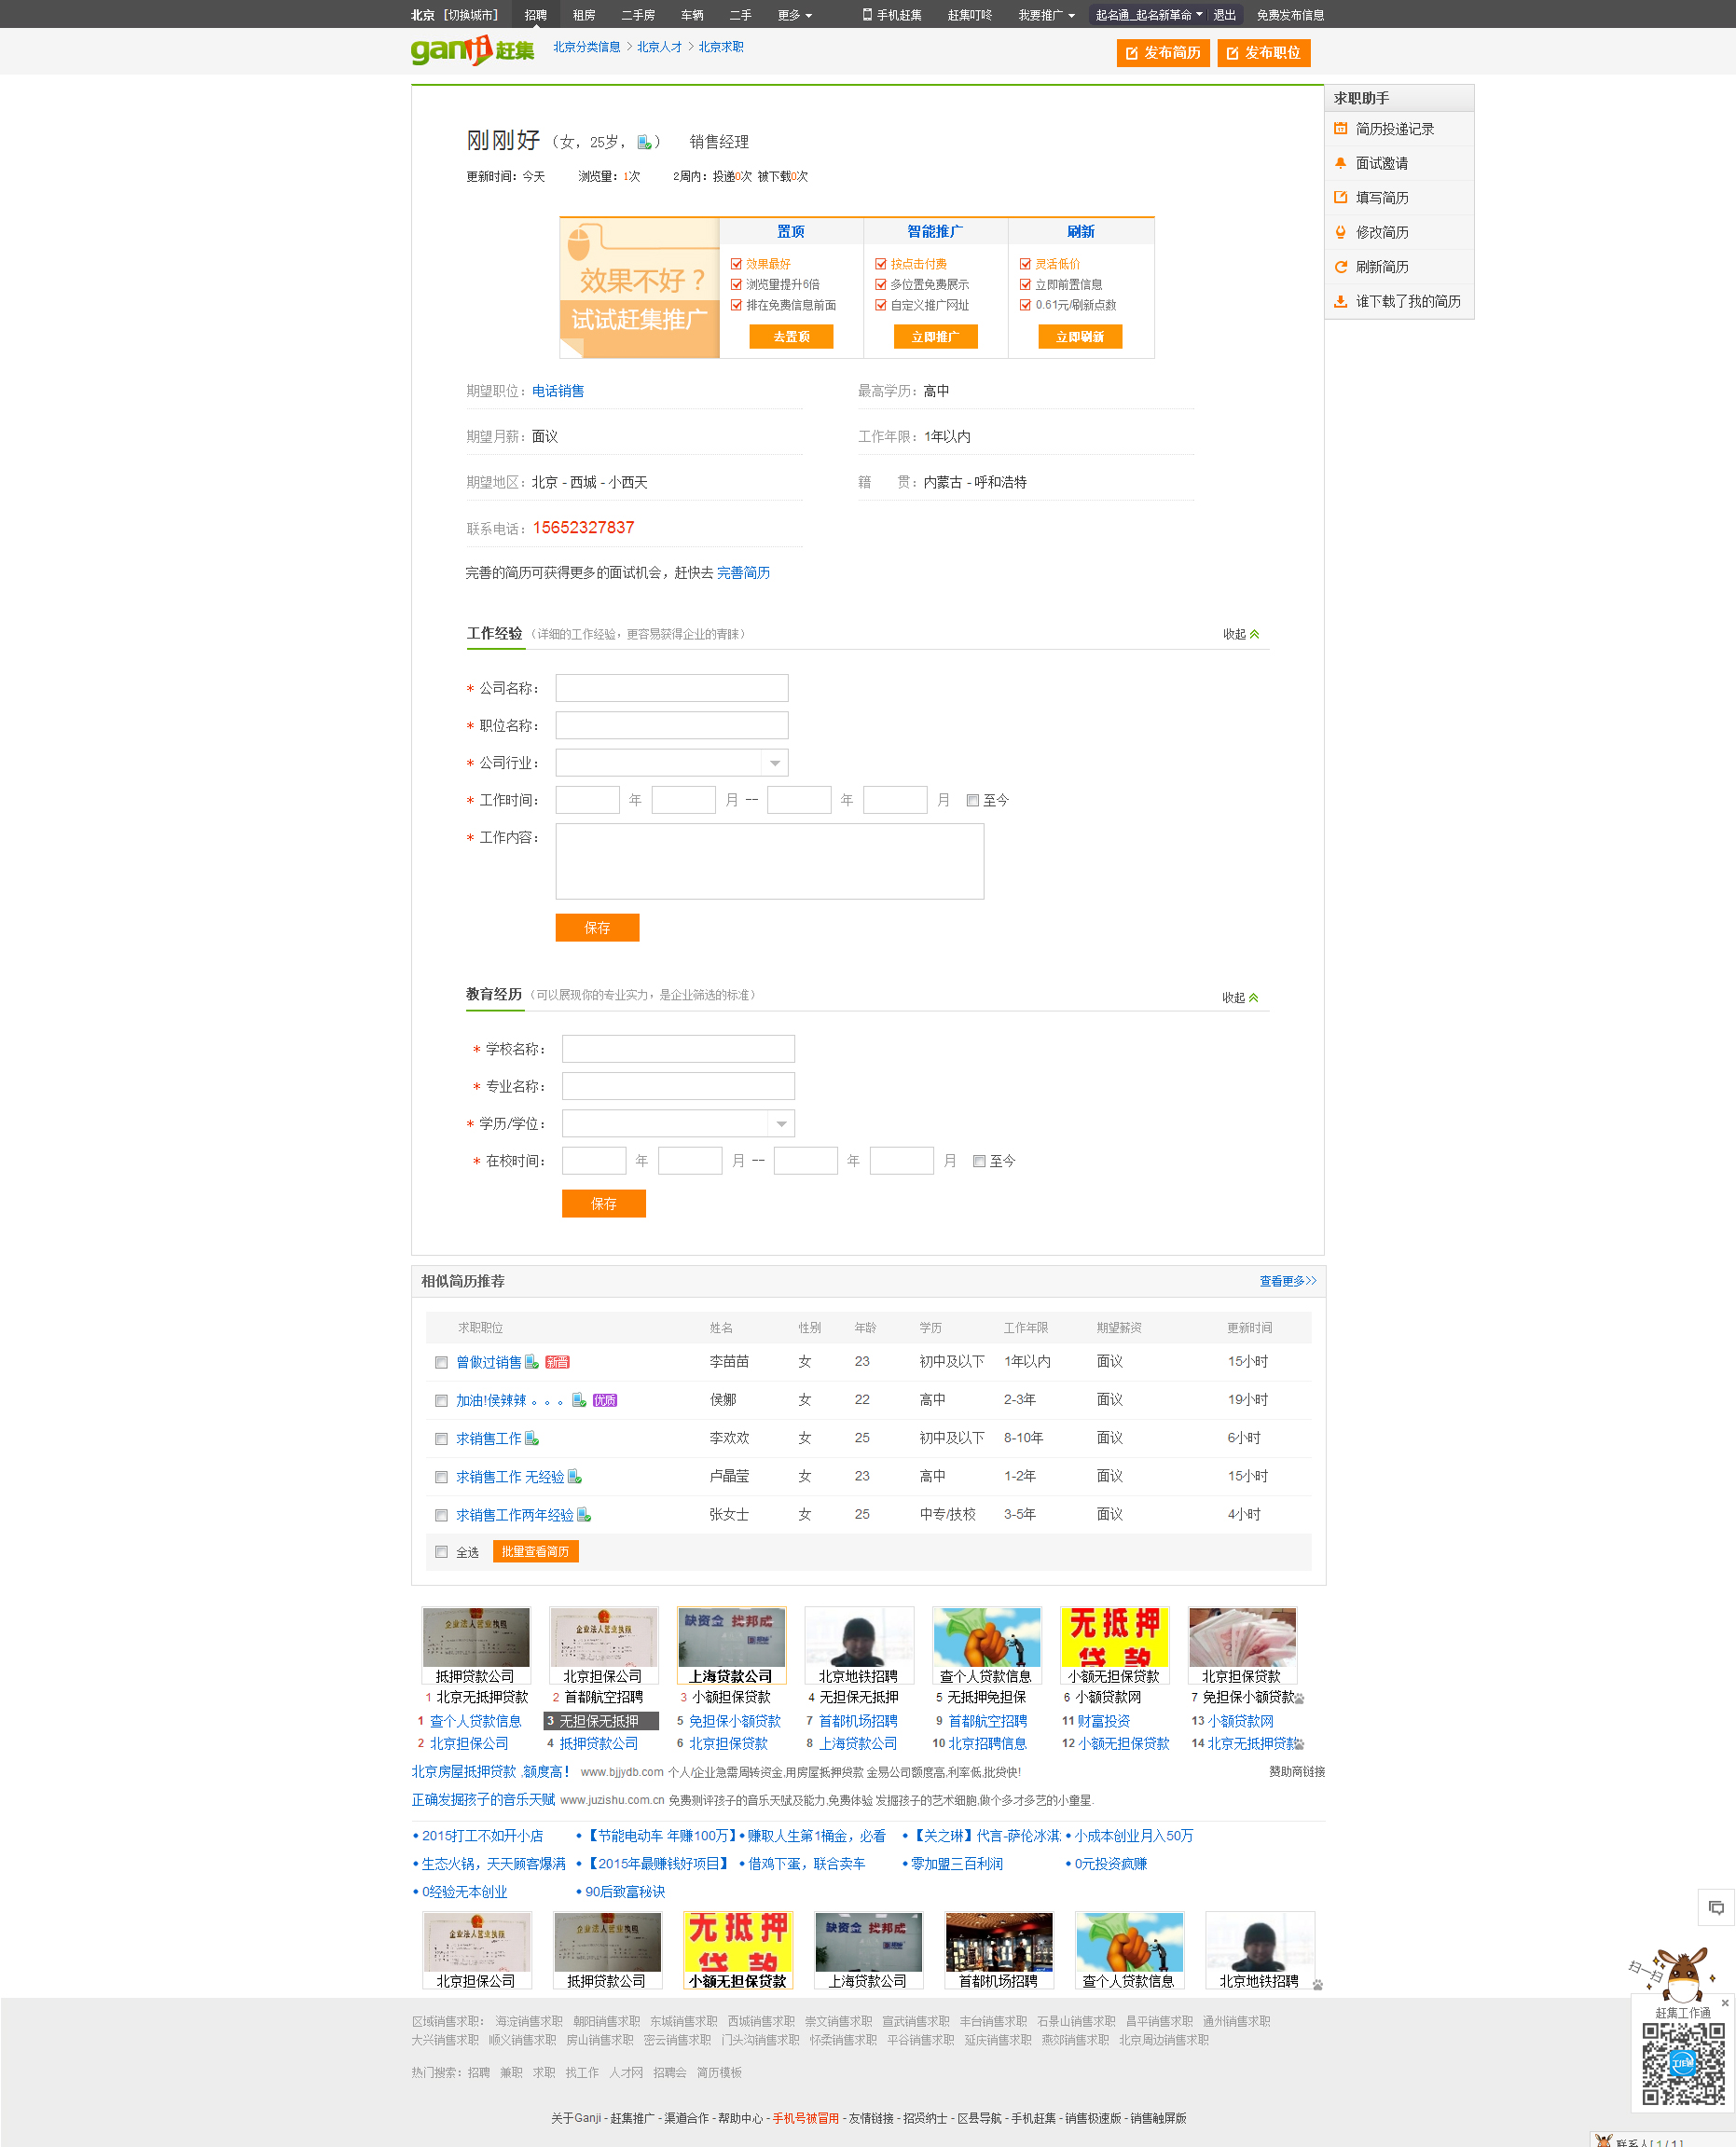 北京 [切换城市] 招聘 租房 二手房 车辆 二手 更多 手机赶集 赶集叮咚 我要推广 起名通_起名新革命 退出 免费发布信息
ganji赶集 北京分类信息 > 北京人才 > 北京求职 发布简历 发布职位
求职助手
简历投递记录
面试邀请
填写简历
修改简历
刷新简历
谁下载了我的简历
刚刚好 (女, 25岁, ) 销售经理
更新时间：今天 浏览量：1次 2周内：投递0次 被下载0次
效果不好？
试试赶集推广
置顶 智能推广 刷新
效果最好 按点击付费 灵活低价
浏览量提升6倍 多位置免费展示 立即前置信息
排在免费信息前面 自定义推广网址 0.61元/刷新点数
去置顶 立即推广 立即刷新
期望职位：电话销售 最高学历：高中
期望月薪：面议 工作年限：1年以内
期望地区：北京 - 西城 - 小西天 籍 贯：内蒙古 - 呼和浩特
联系电话：15652327837
完善的简历可获得更多的面试机会，赶快去 完善简历
工作经验 （详细的工作经验，更容易获得企业的青睐） 收起
* 公司名称：
* 职位名称：
* 公司行业：
* 工作时间： 年 月 -- 年 月 至今
* 工作内容：
保存
教育经历 （可以展现你的专业实力，是企业筛选的标准） 收起
* 学校名称：
* 专业名称：
* 学历/学位：
* 在校时间： 年 月 -- 年 月 至今
保存
相似简历推荐 查看更多>>
求职职位 姓名 性别 年龄 学历 工作年限 期望薪资 更新时间
曾做过销售 新晋 李苗苗 女 23 初中及以下 1年以内 面议 15小时
加油!侯辣辣 。。。 优质 侯娜 女 22 高中 2-3年 面议 19小时
求销售工作 李欢欢 女 25 初中及以下 8-10年 面议 6小时
求销售工作 无经验 卢晶莹 女 23 高中 1-2年 面议 15小时
求销售工作两年经验 张女士 女 25 中专/技校 3-5年 面议 4小时
全选 批量查看简历
企业法人营业执照 企业法人营业执照 缺资金 找邦成 无抵押贷款
抵押贷款公司 北京担保公司 上海贷款公司 北京地铁招聘 查个人贷款信息 小额无担保贷款 北京担保贷款
1 北京无抵押贷款 2 首都航空招聘 3 小额担保贷款 4 无担保无抵押 5 无抵押免担保 6 小额贷款网 7 免担保小额贷款
1 查个人贷款信息 3 无担保无抵押 5 免担保小额贷款 7 首都机场招聘 9 首都航空招聘 11 财富投资 13 小额贷款网
2 北京担保公司 4 抵押贷款公司 6 北京担保贷款 8 上海贷款公司 10 北京招聘信息 12 小额无担保贷款 14 北京无抵押贷款
北京房屋抵押贷款 ,额度高！ www.bjjydb.com 个人/企业急需周转资金,用房屋抵押贷款 金易公司额度高,利率低,批贷快! 赞助商链接
正确发掘孩子的音乐天赋 www.juzishu.com.cn 免费测评孩子的音乐天赋及能力,免费体验 发掘孩子的艺术细胞,做个多才多艺的小童星.
• 2015打工不如开小店 • 【节能电动车 年赚100万】 • 赚取人生第1桶金，必看 • 【关之琳】代言-萨伦冰淇 • 小成本创业月入50万
• 生态火锅，天天顾客爆满 • 【2015年最赚钱好项目】 • 借鸡下蛋，联合卖车 • 零加盟三百利润 • 0元投资疯赚
• 0经验无本创业 • 90后致富秘诀
企业法人营业执照 企业法人营业执照 无抵押贷款 缺资金 找邦成
北京担保公司 抵押贷款公司 小额无担保贷款 上海贷款公司 首都机场招聘 查个人贷款信息 北京地铁招聘
扫一扫
赶集工作通
区域销售求职： 海淀销售求职 朝阳销售求职 东城销售求职 西城销售求职 崇文销售求职 宣武销售求职 丰台销售求职 石景山销售求职 昌平销售求职 通州销售求职
大兴销售求职 顺义销售求职 房山销售求职 密云销售求职 门头沟销售求职 怀柔销售求职 平谷销售求职 延庆销售求职 燕郊销售求职 北京周边销售求职
热门搜索：招聘 兼职 求职 找工作 人才网 招聘会 简历模板
关于Ganji - 赶集推广 - 渠道合作 - 帮助中心 - 手机号被冒用 - 友情链接 - 招贤纳士 - 区县导航 - 手机赶集 - 销售极速版 - 销售触屏版
联系人[ 1 / 1 ]